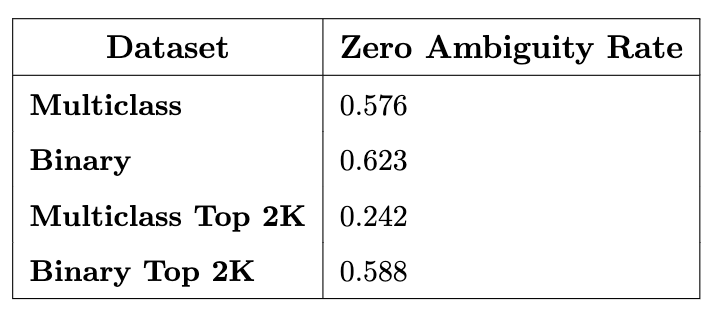 Dataset Zero Ambiguity Rate
Multiclass 0.576
Binary 0.623
Multiclass Top 2K 0.242
Binary Top 2K 0.588